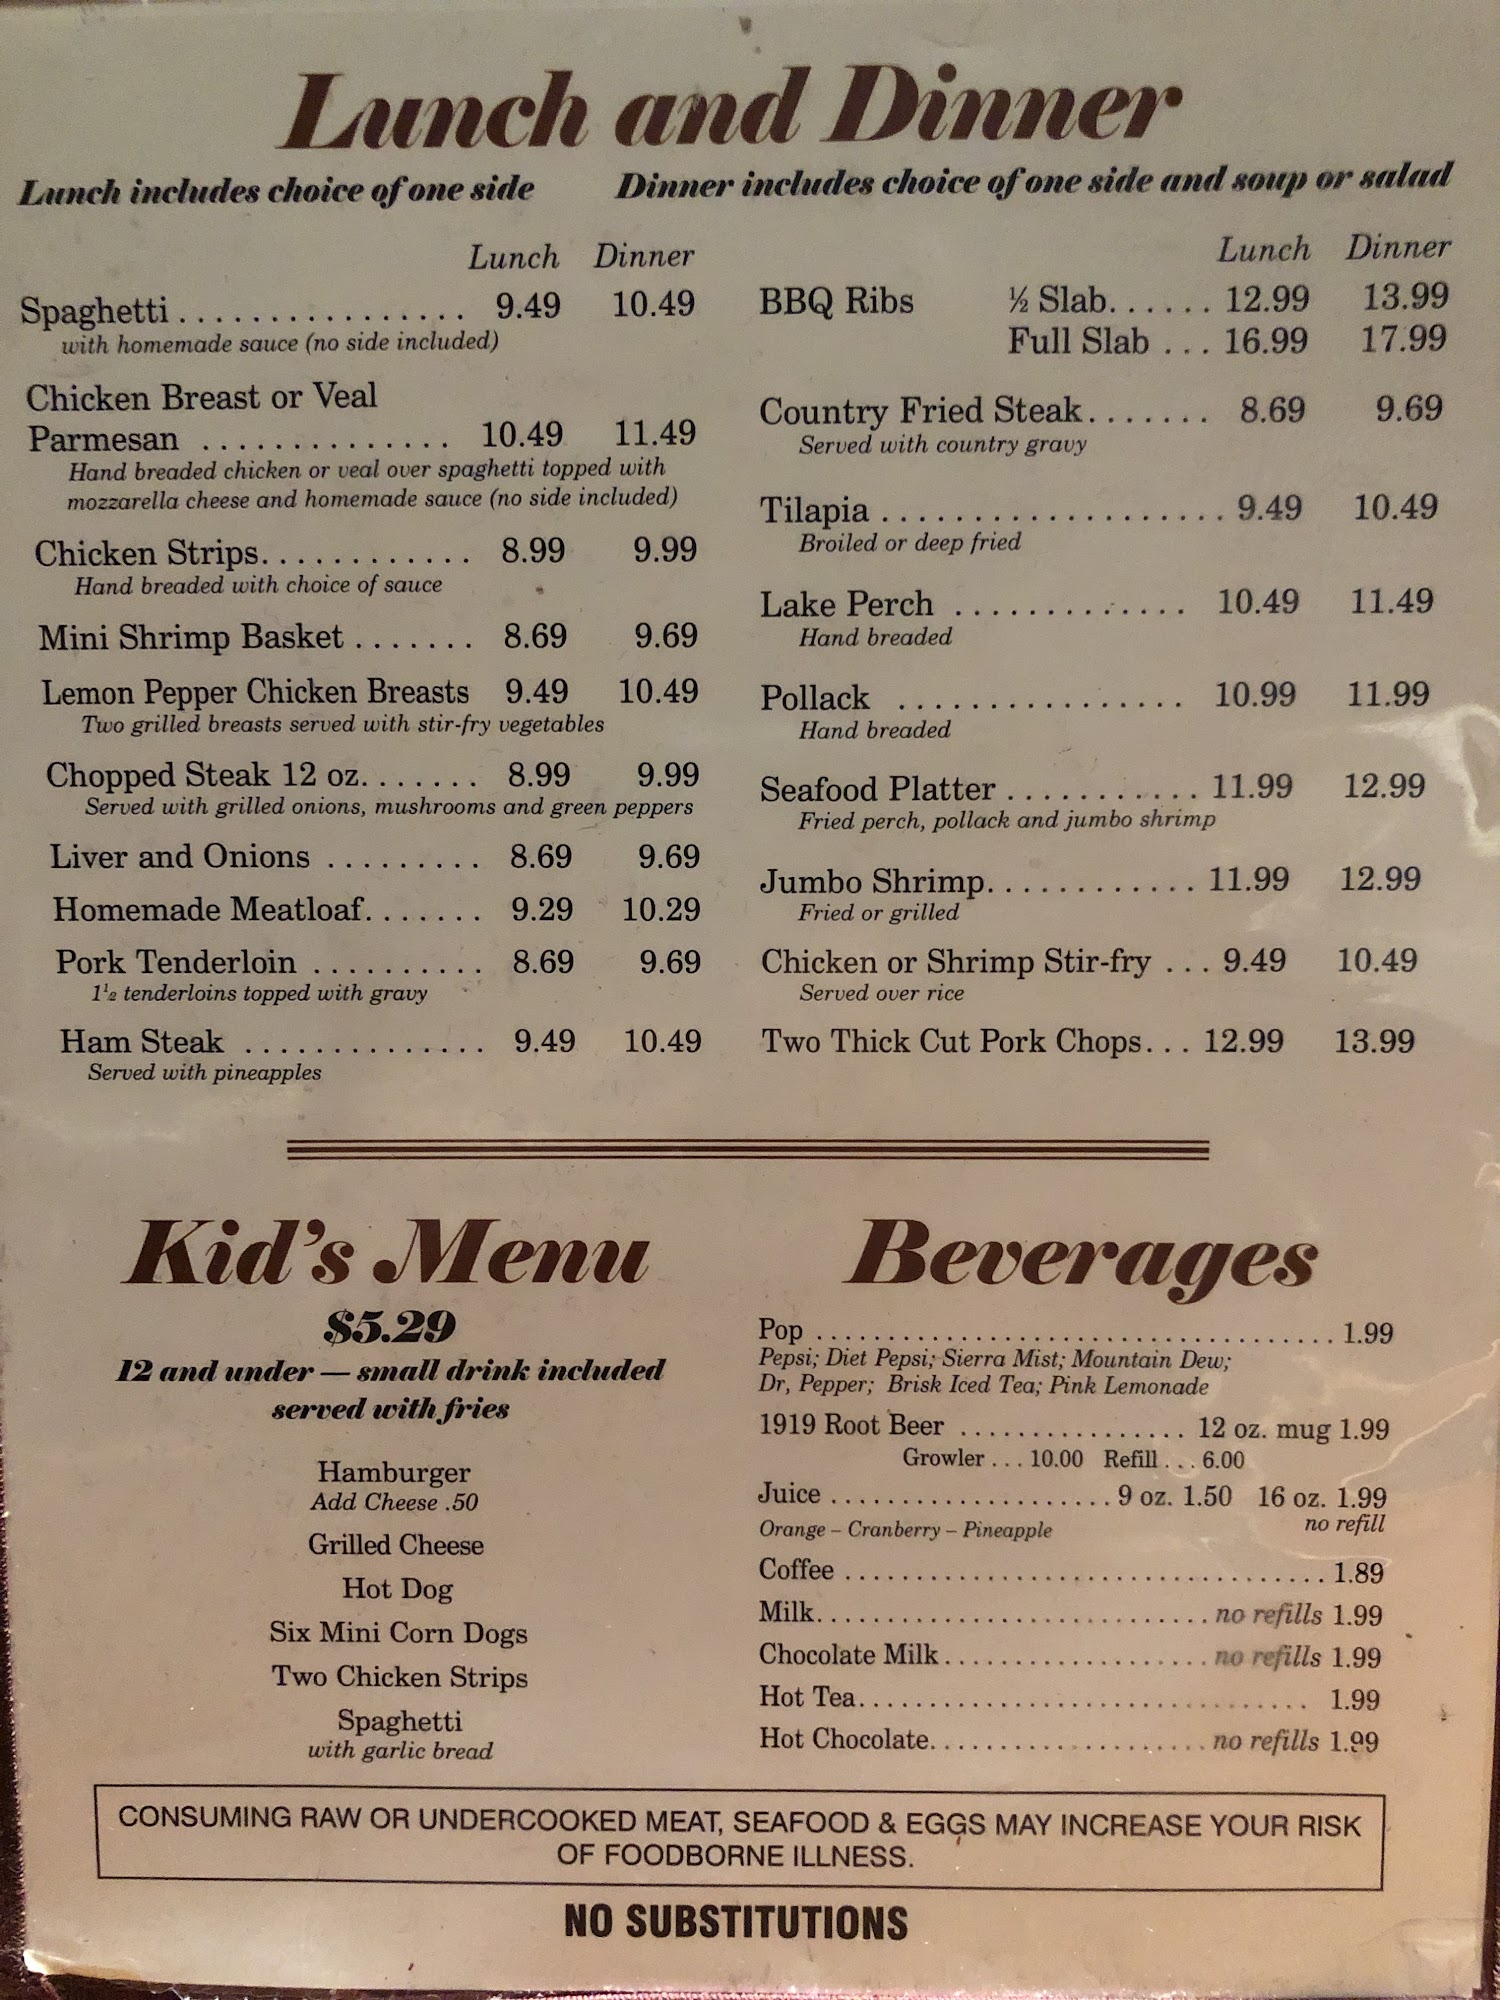 Lunch and Dinner
Lunch includes choice of one side
Dinner includes choice of one side and soup or salad
Lunch Dinner
Spaghetti . . . . . . . . . . . . . . . . 9.49 10.49
with homemade sauce (no side included)
Chicken Breast or Veal
Parmesan . . . . . . . . . . . . . . 10.49 11.49
Hand breaded chicken or veal over spaghetti topped with
mozzarella cheese and homemade sauce (no side included)
Chicken Strips. . . . . . . . . . . . 8.99 9.99
Hand breaded with choice of sauce
Mini Shrimp Basket . . . . . . . 8.69 9.69
Lemon Pepper Chicken Breasts 9.49 10.49
Two grilled breasts served with stir-fry vegetables
Chopped Steak 12 oz. . . . . . . 8.99 9.99
Served with grilled onions, mushrooms and green peppers
Liver and Onions . . . . . . . . . 8.69 9.69
Homemade Meatloaf. . . . . . . 9.29 10.29
Pork Tenderloin . . . . . . . . . . 8.69 9.69
1½ tenderloins topped with gravy
Ham Steak . . . . . . . . . . . . . . 9.49 10.49
Served with pineapples
Lunch Dinner
BBQ Ribs ½ Slab. . . . . . 12.99 13.99
Full Slab . . . 16.99 17.99
Country Fried Steak. . . . . . . 8.69 9.69
Served with country gravy
Tilapia . . . . . . . . . . . . . . . . . . . 9.49 10.49
Broiled or deep fried
Lake Perch . . . . . . . . . . . . . 10.49 11.49
Hand breaded
Pollack . . . . . . . . . . . . . . . . 10.99 11.99
Hand breaded
Seafood Platter . . . . . . . . . . . 11.99 12.99
Fried perch, pollack and jumbo shrimp
Jumbo Shrimp. . . . . . . . . . . . 11.99 12.99
Fried or grilled
Chicken or Shrimp Stir-fry . . . 9.49 10.49
Served over rice
Two Thick Cut Pork Chops. . . 12.99 13.99
Kid's Menu
$5.29
12 and under — small drink included
served with fries
Hamburger
Add Cheese .50
Grilled Cheese
Hot Dog
Six Mini Corn Dogs
Two Chicken Strips
Spaghetti
with garlic bread
Beverages
Pop . . . . . . . . . . . . . . . . . . . . . . . . . . . . . . . . . . . . 1.99
Pepsi; Diet Pepsi; Sierra Mist; Mountain Dew;
Dr, Pepper; Brisk Iced Tea; Pink Lemonade
1919 Root Beer . . . . . . . . . . . . . . . . 12 oz. mug 1.99
Growler . . . 10.00 Refill . . . 6.00
Juice . . . . . . . . . . . . . . . . . . . . 9 oz. 1.50 16 oz. 1.99
Orange – Cranberry – Pineapple no refill
Coffee . . . . . . . . . . . . . . . . . . . . . . . . . . . . . . . . . . 1.89
Milk. . . . . . . . . . . . . . . . . . . . . . . . . . . no refills 1.99
Chocolate Milk . . . . . . . . . . . . . . . . . . . no refills 1.99
Hot Tea. . . . . . . . . . . . . . . . . . . . . . . . . . . . . . . 1.99
Hot Chocolate. . . . . . . . . . . . . . . . . . . . no refills 1.99
CONSUMING RAW OR UNDERCOOKED MEAT, SEAFOOD & EGGS MAY INCREASE YOUR RISK
OF FOODBORNE ILLNESS.
NO SUBSTITUTIONS